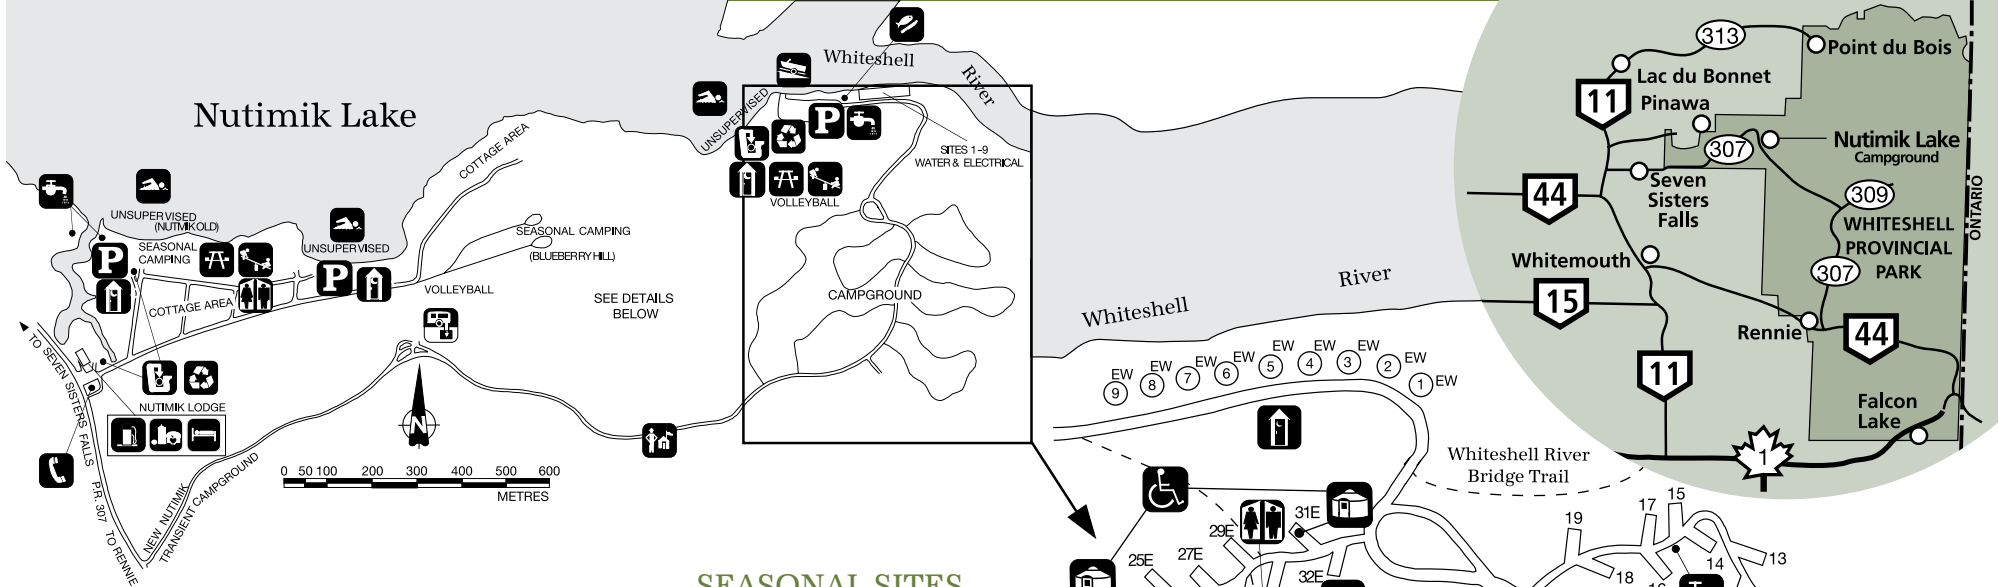 Nutimik Lake
Whiteshell
River
UNSUPERVISED
P
SITES 1-9
WATER & ELECTRICAL
VOLLEYBALL
COTTAGE AREA
UNSUPERVISED
(NUTIMIK OLD)
SEASONAL
CAMPING
P
UNSUPERVISED
P
COTTAGE AREA
SEASONAL CAMPING
(BLUEBERRY HILL)
VOLLEYBALL
SEE DETAILS
BELOW
CAMPGROUND
TO SEVEN SISTERS FALLS P.R. 307 TO RENNIE
NUTIMIK LODGE
NEW NUTIMIK
TRANSIENT CAMPGROUND
N
0 50 100 200 300 400 500 600
METRES
Whiteshell River
EW EW EW EW EW EW EW EW EW
9 8 7 6 5 4 3 2 1
Whiteshell River
Bridge Trail
31E
29E
27E
25E
32E
19
17
15
18
16
14
13
SEASONAL SITES
313
Point du Bois
Lac du Bonnet
11
Pinawa
307
Nutimik Lake
Campground
Seven
Sisters
Falls
44
309
WHITESHELL
PROVINCIAL
PARK
ONTARIO
Whitemouth
307
15
Rennie
44
11
Falcon
Lake
1